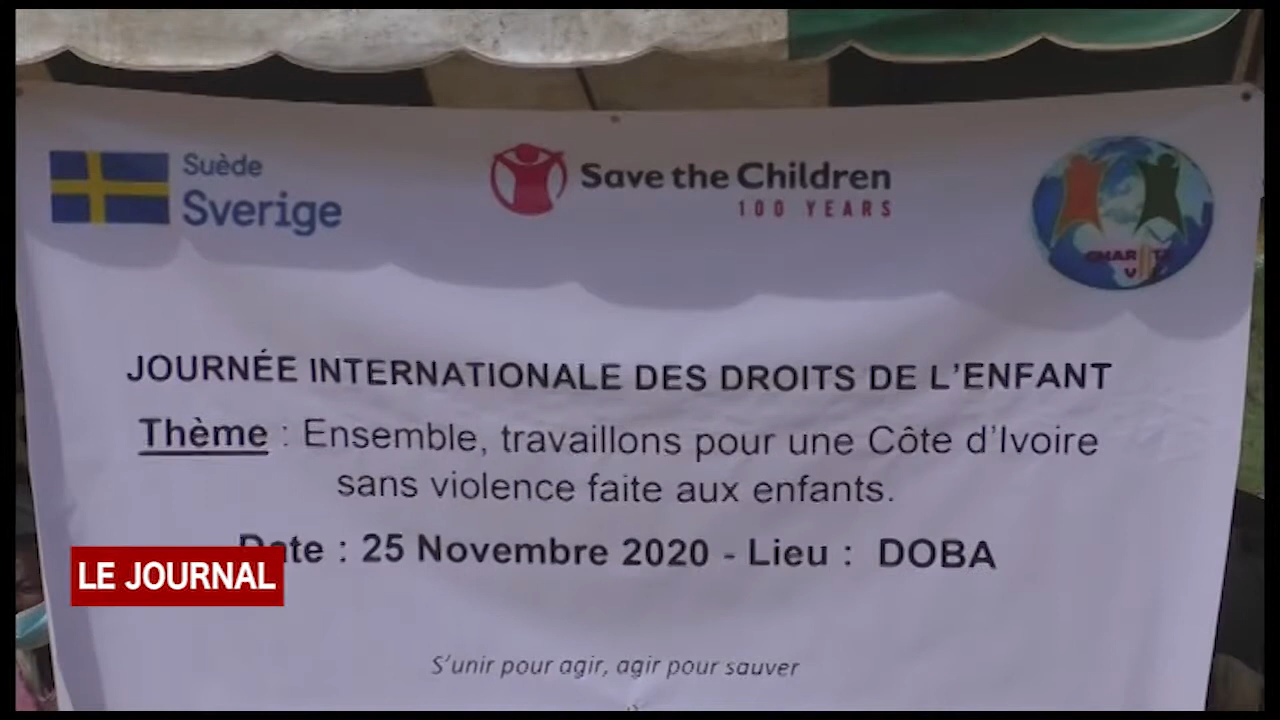 Suède
Sverige
Save the Children
100 YEARS
JOURNÉE INTERNATIONALE DES DROITS DE L'ENFANT
Thème : Ensemble, travaillons pour une Côte d'Ivoire
sans violence faite aux enfants.
Date : 25 Novembre 2020 - Lieu : DOBA
LE JOURNAL
S'unir pour agir, agir pour sauver